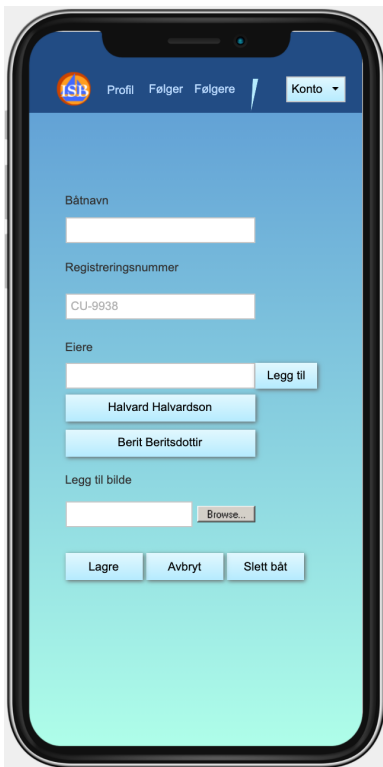 ISB Profil Følger Følgere Konto
Båtnavn
Registreringsnummer
CU-9938
Eiere
Legg til
Halvard Halvardson
Berit Beritsdottir
Legg til bilde
Browse...
Lagre Avbryt Slett båt